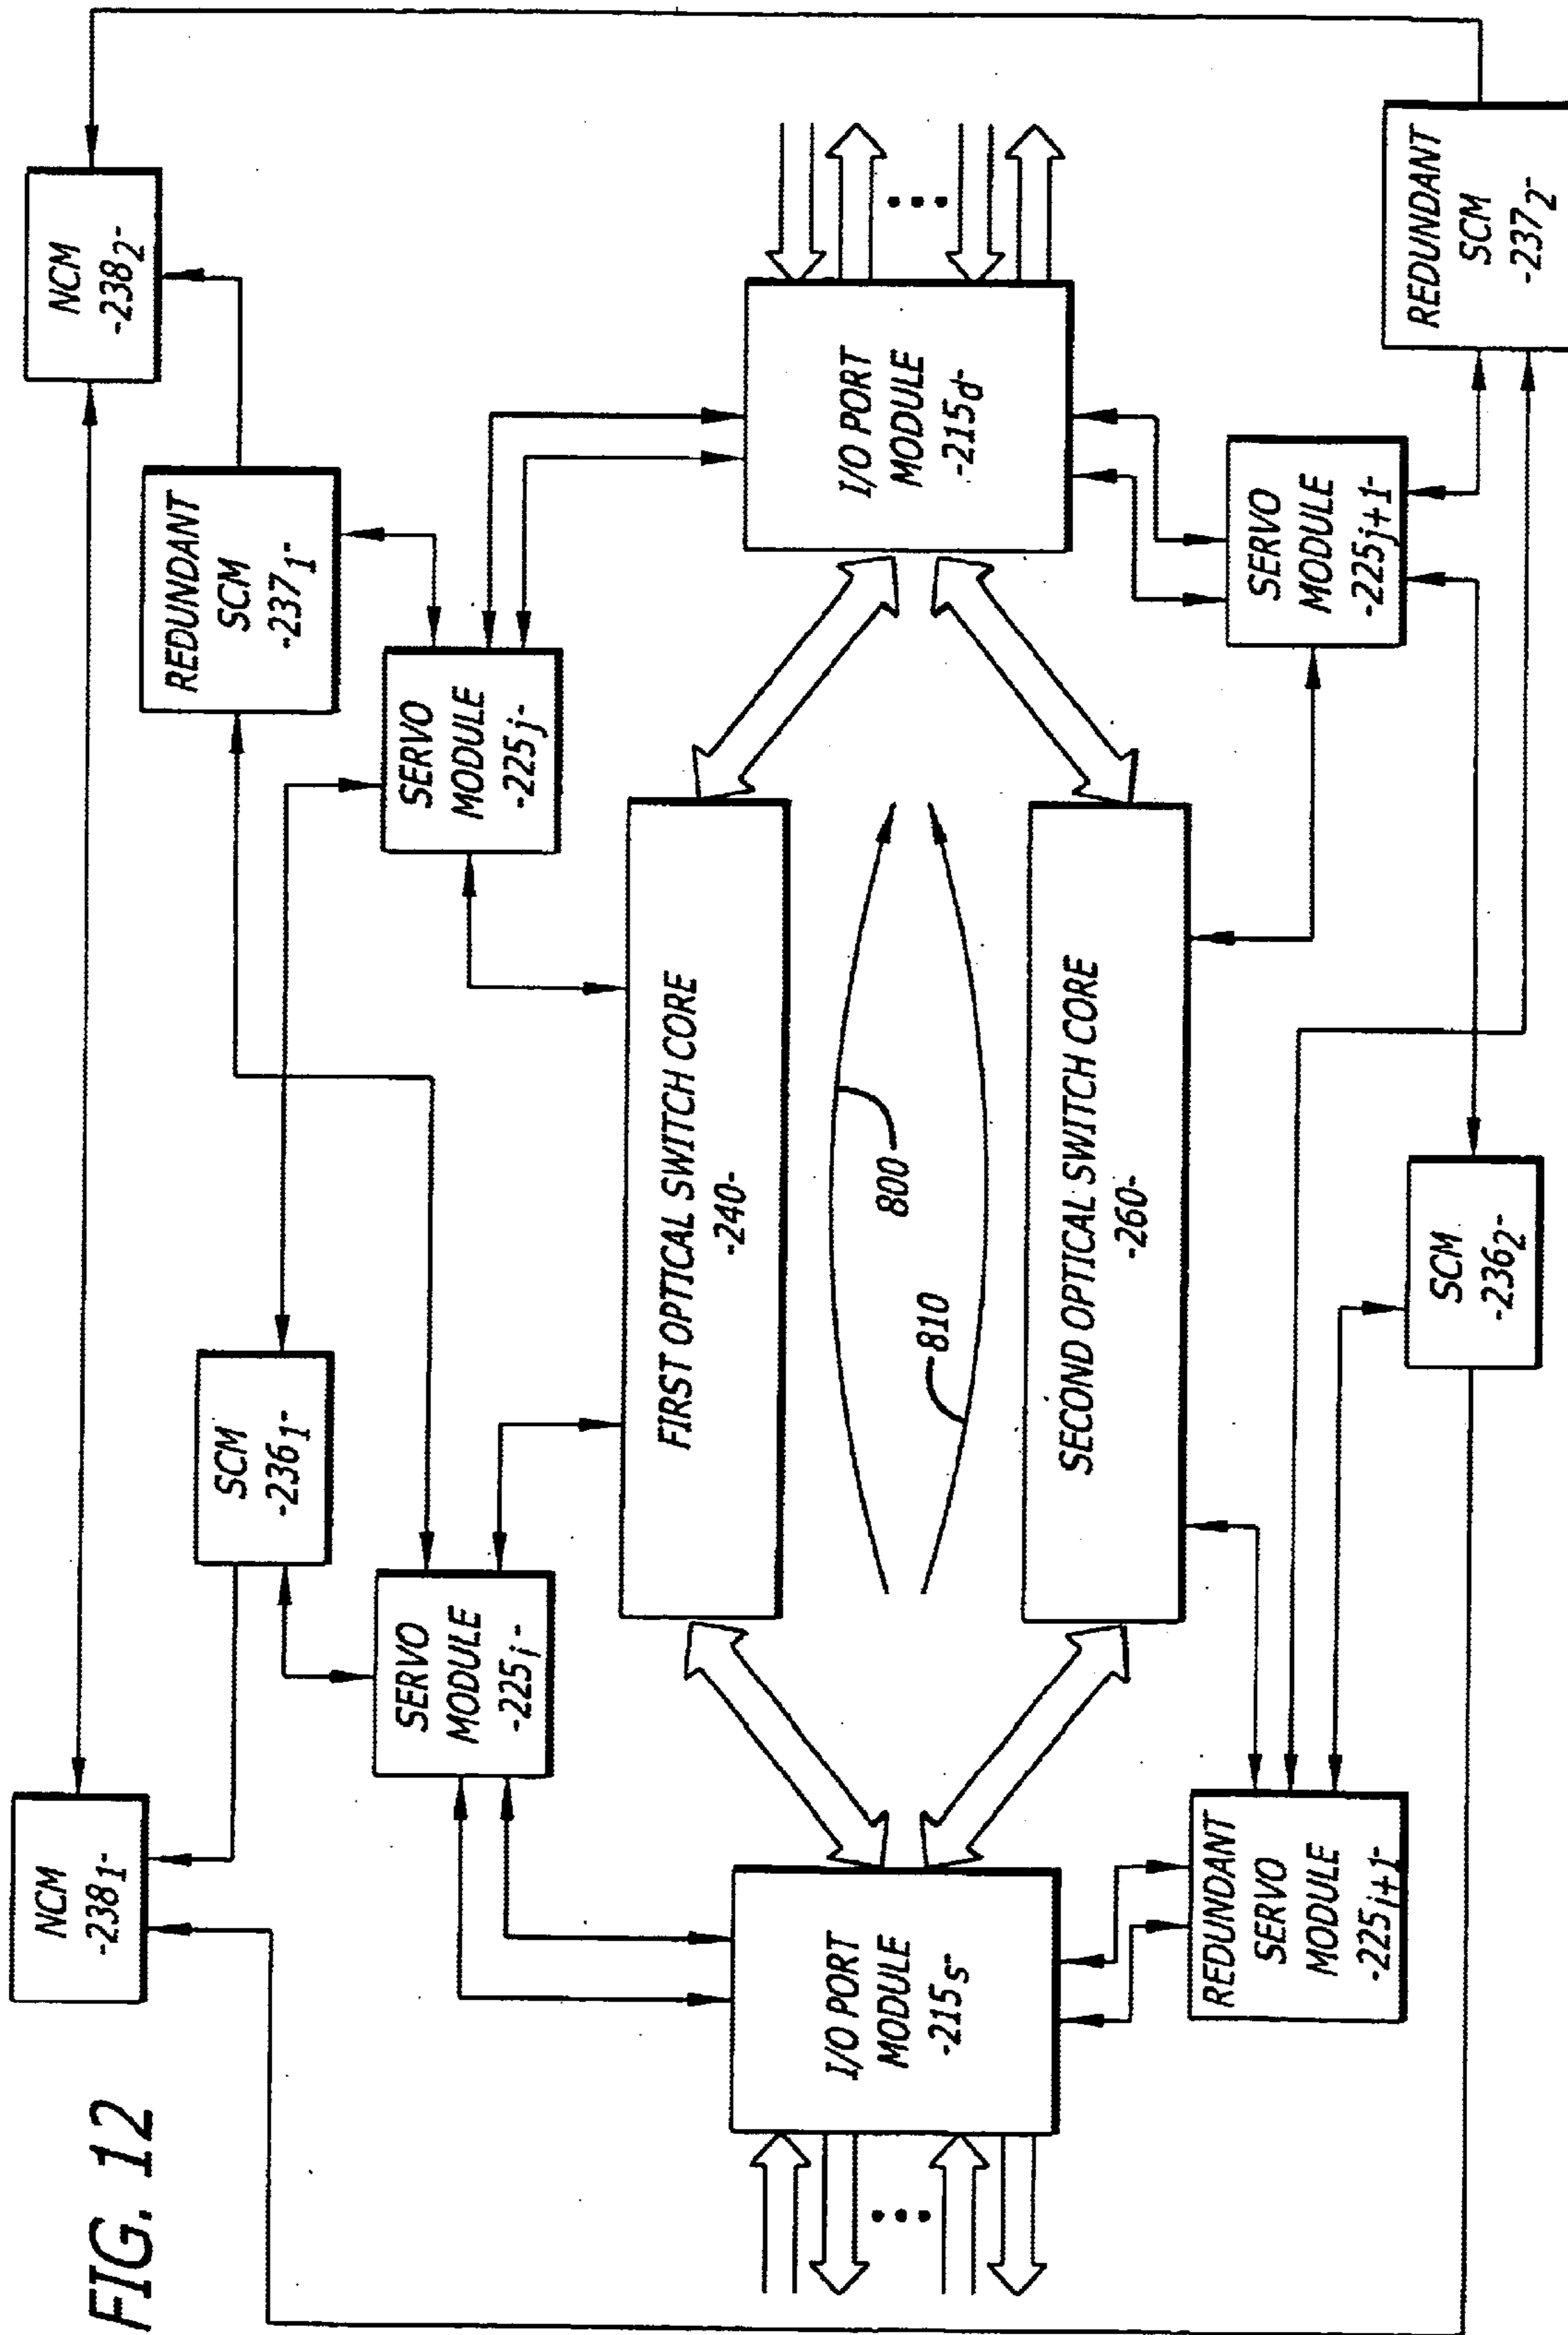 FIG. 12
NCM
-238₁-
NCM
-238₂-
SCM
-236₁-
REDUNDANT
SCM
-237₁-
SERVO
MODULE
-225ᵢ-
SERVO
MODULE
-225j-
FIRST OPTICAL SWITCH CORE
-240-
I/O PORT
MODULE
-215s-
800
810
I/O PORT
MODULE
-215d-
SECOND OPTICAL SWITCH CORE
-260-
REDUNDANT
SERVO
MODULE
-225i+1-
SERVO
MODULE
-225j+1-
SCM
-236₂-
REDUNDANT
SCM
-237₂-